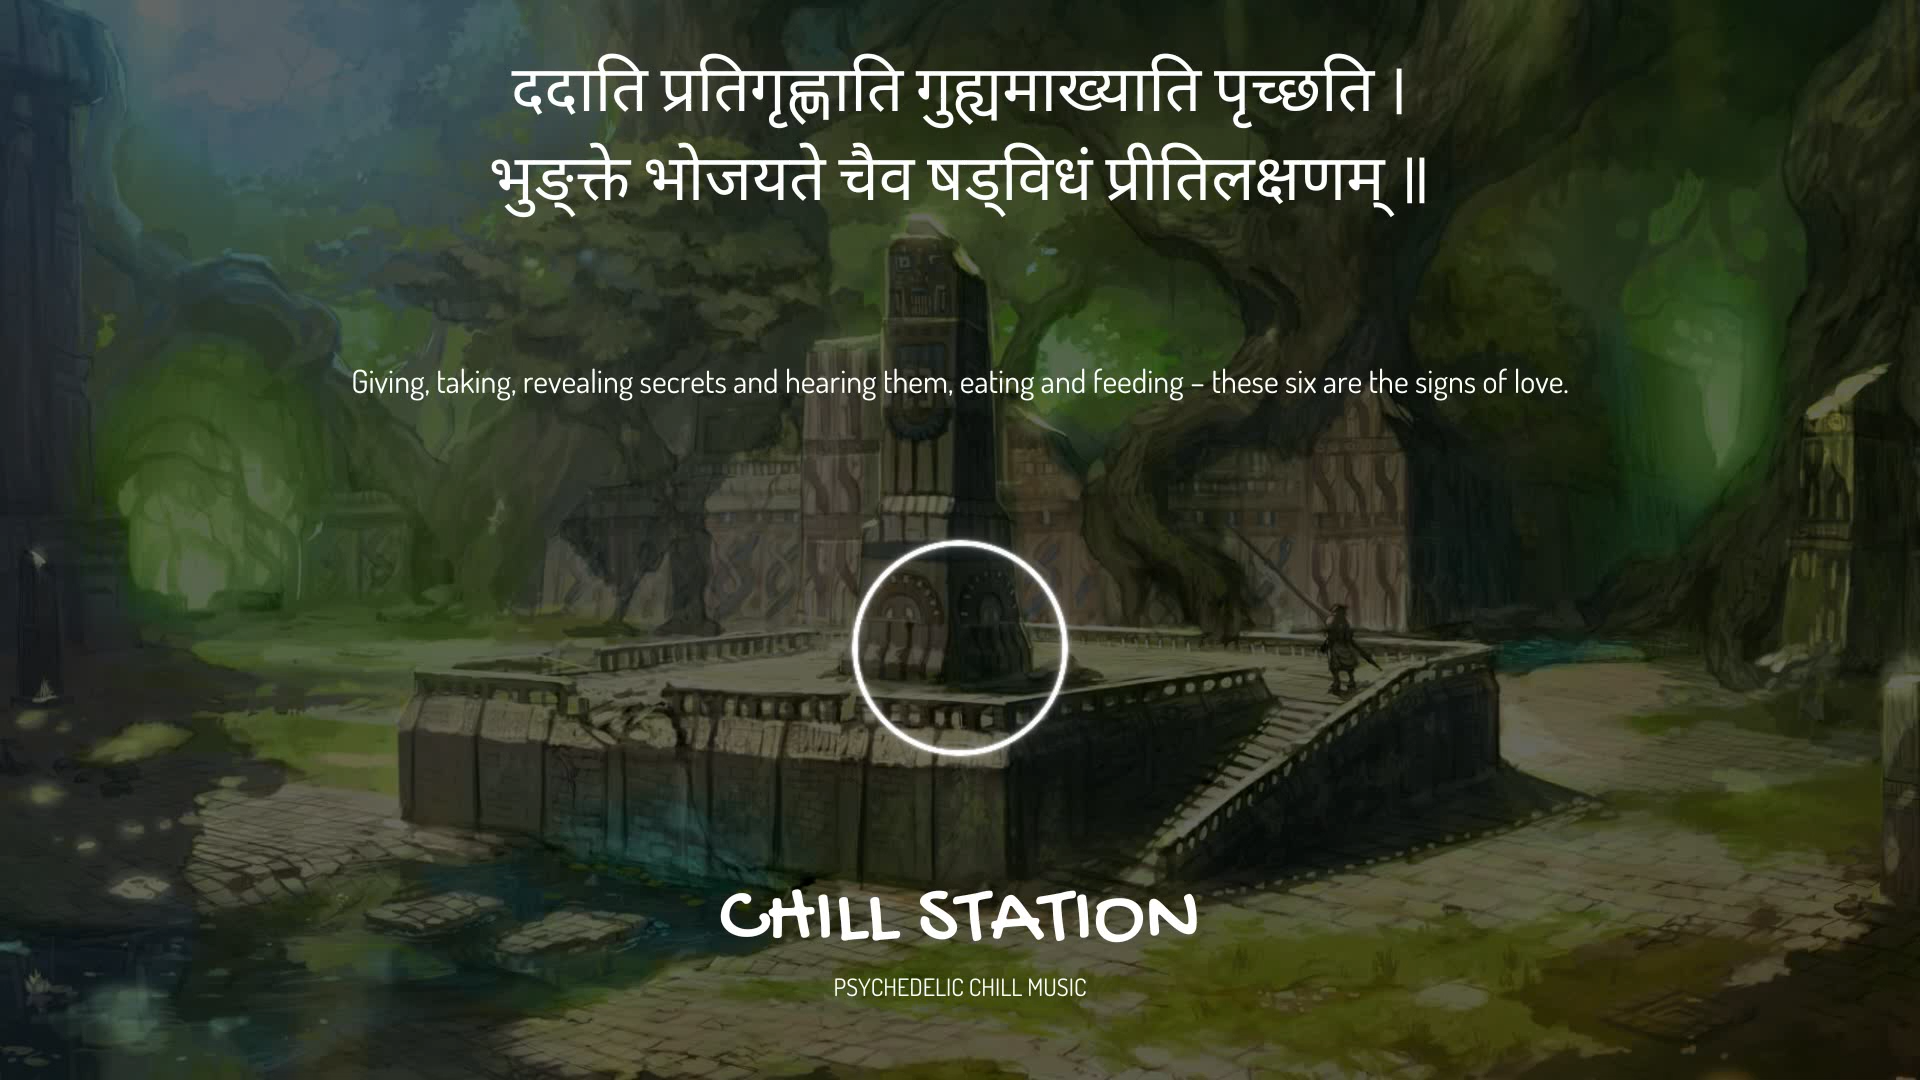 ददाति प्रतिगृह्णाति गुह्यमाख्याति पृच्छति ।
भुङ्क्ते भोजयते चैव षड्विधं प्रीतिलक्षणम् ॥
Giving, taking, revealing secrets and hearing them, eating and feeding – these six are the signs of love.
CHILL STATION
PSYCHEDELIC CHILL MUSIC